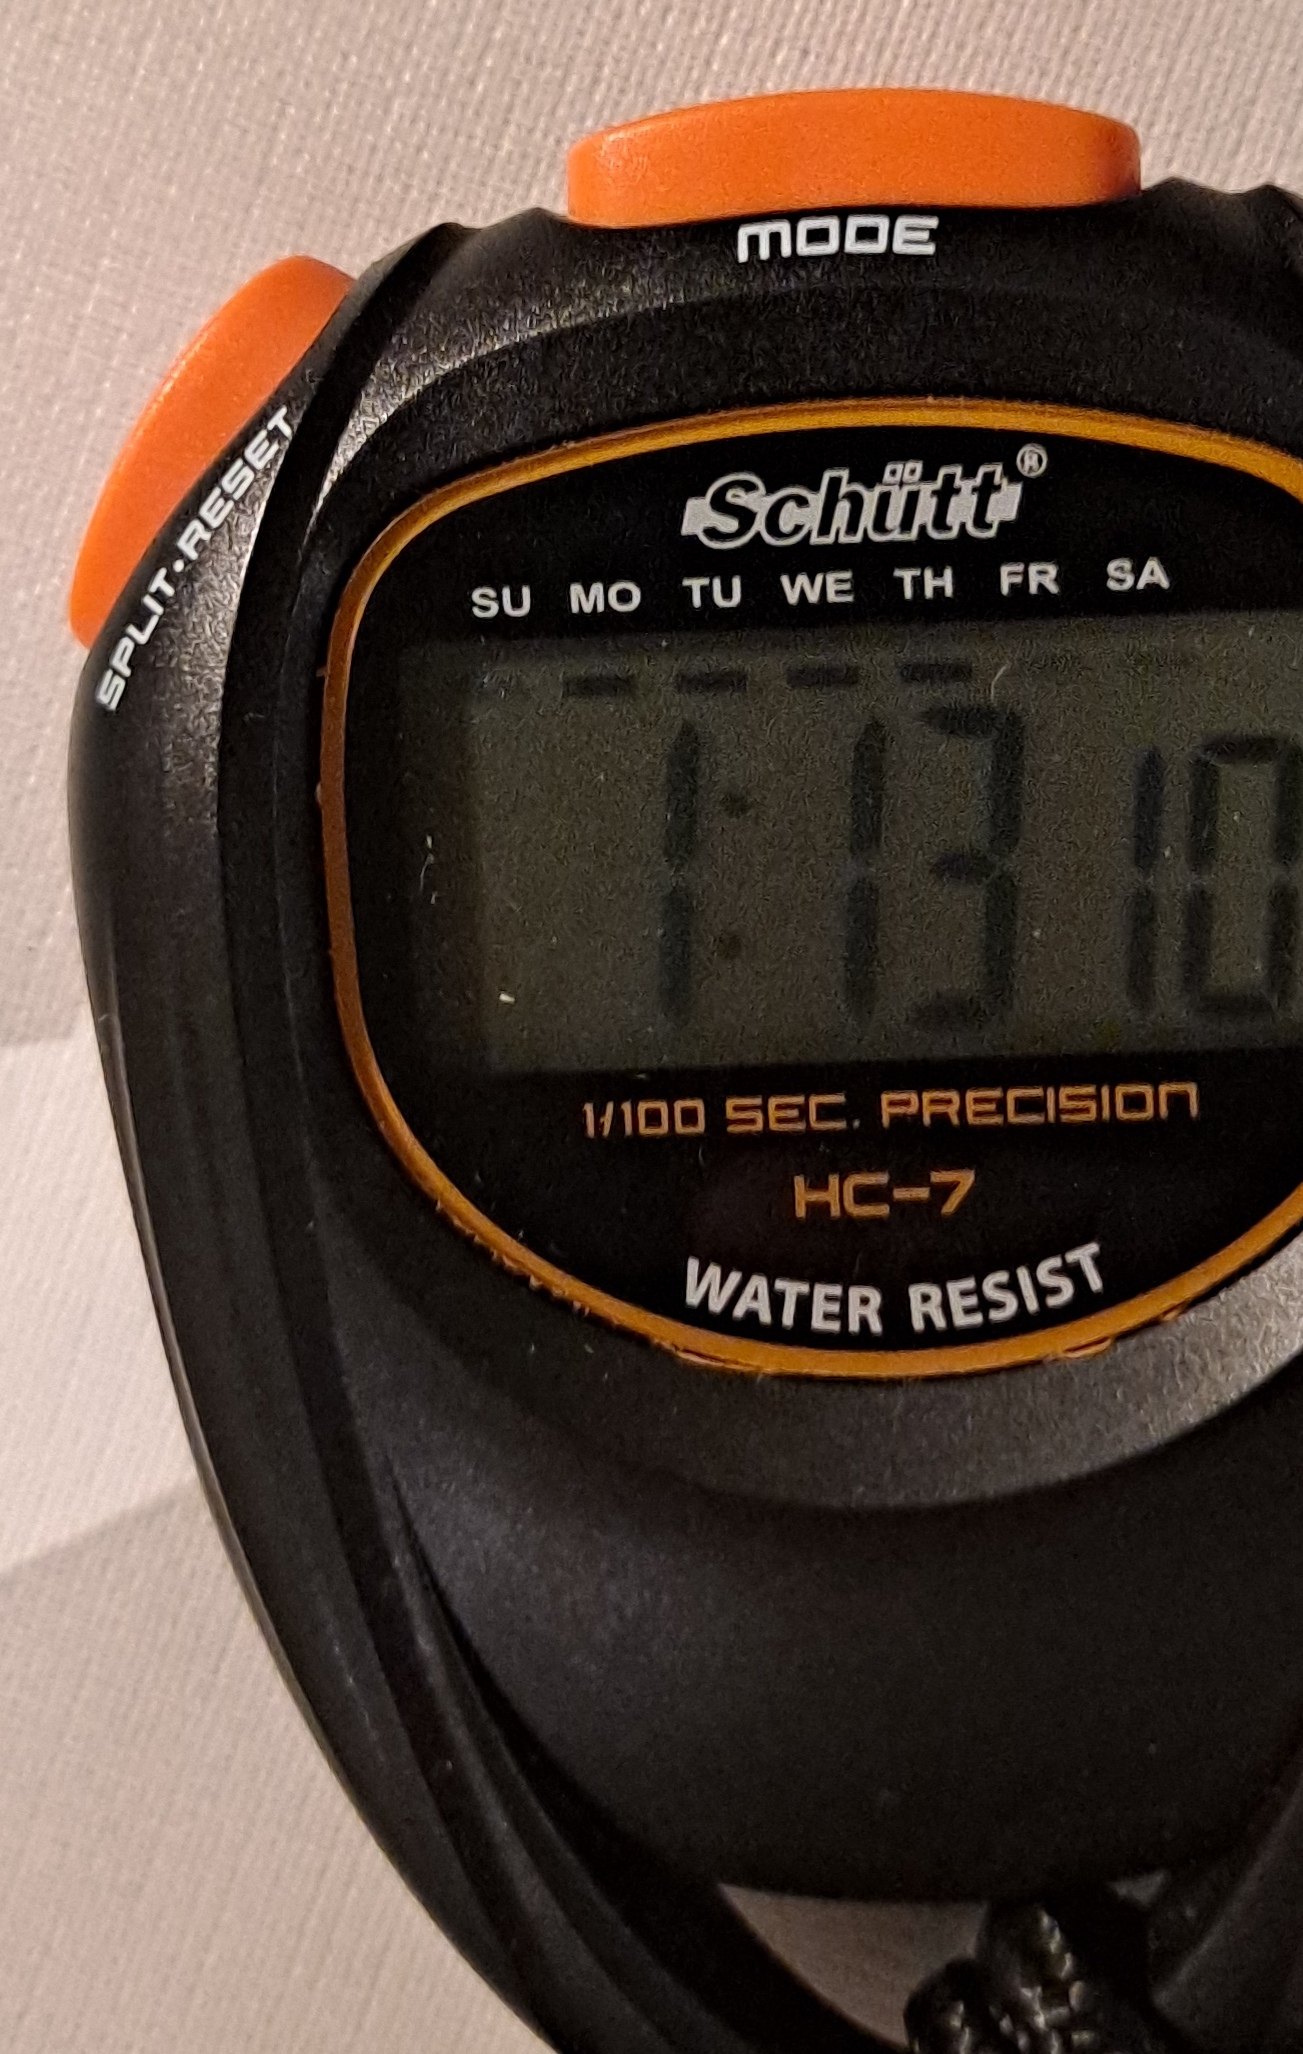 MODE
SPLIT•RESET
Schütt®
SU MO TU WE TH FR SA
1:13 10
1/100 SEC. PRECISION
HC-7
WATER RESIST